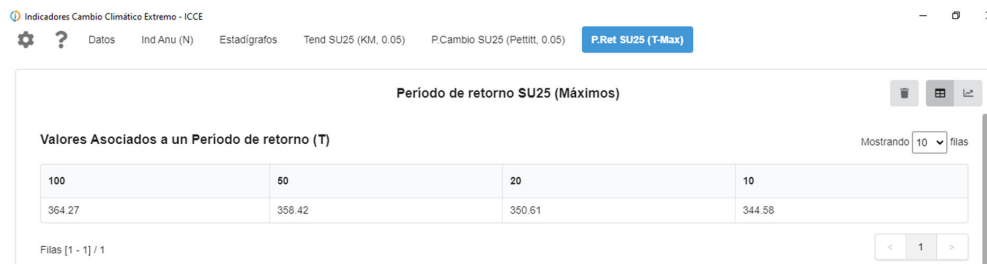 Indicadores Cambio Climático Extremo - ICCE
? Datos Ind Anu (N) Estadígrafos Tend SU25 (KM, 0.05) P.Cambio SU25 (Pettitt, 0.05) P.Ret SU25 (T-Max)
Período de retorno SU25 (Máximos)
Valores Asociados a un Período de retorno (T)
Mostrando 10 filas
100 50 20 10
364.27 358.42 350.61 344.58
Filas [1 - 1] / 1
< 1 >